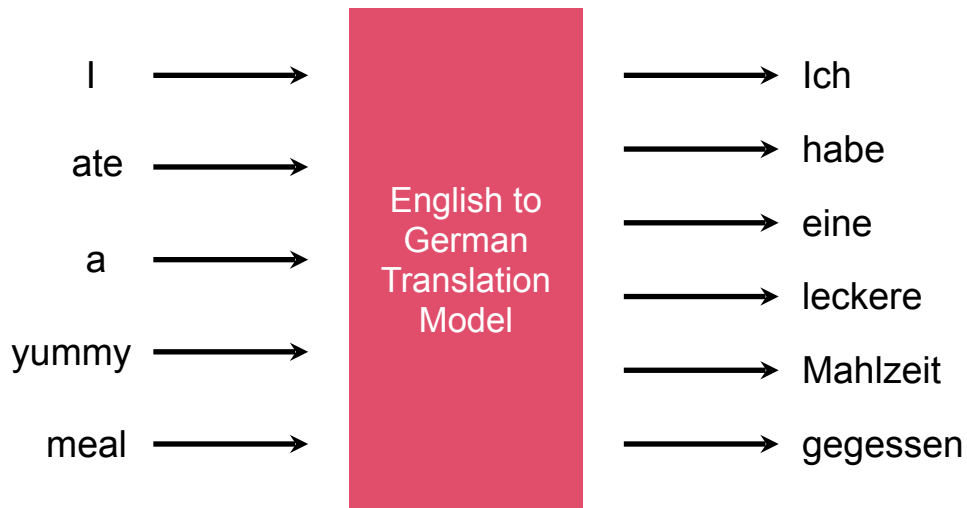 I
ate
a
yummy
meal
English to
German
Translation
Model
Ich
habe
eine
leckere
Mahlzeit
gegessen